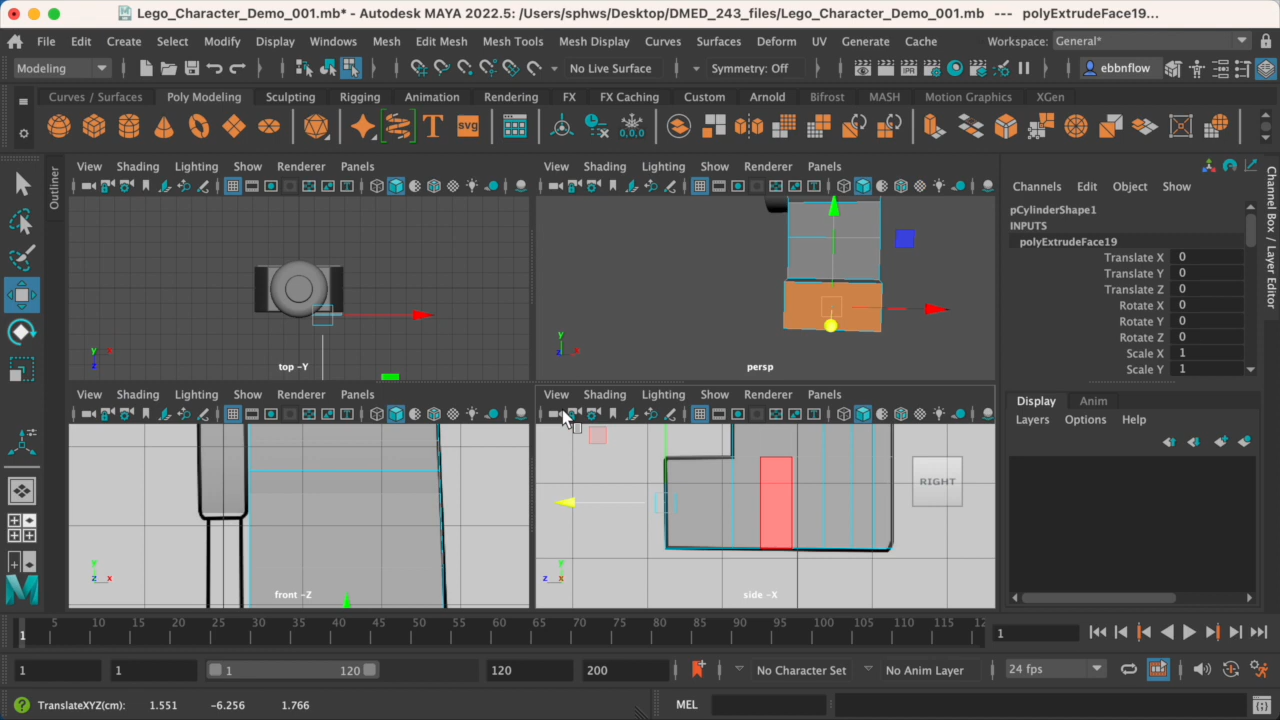 Lego_Character_Demo_001.mb* - Autodesk MAYA 2022.5: /Users/sphws/Desktop/DMED_243_files/Lego_Character_Demo_001.mb --- polyExtrudeFace19...
File Edit Create Select Modify Display Windows Mesh Edit Mesh Mesh Tools Mesh Display Curves Surfaces Deform UV Generate Cache Workspace: General*
Modeling No Live Surface Symmetry: Off IPR ebbnflow
Curves / Surfaces Poly Modeling Sculpting Rigging Animation Rendering FX FX Caching Custom Arnold Bifrost MASH Motion Graphics XGen
T svg 0,0,0
Outliner
View Shading Lighting Show Renderer Panels
y x
z
top -Y
View Shading Lighting Show Renderer Panels
y
z x
persp
View Shading Lighting Show Renderer Panels
y
z x
front -Z
View Shading Lighting Show Renderer Panels
RIGHT
y
z x
side -X
Channels Edit Object Show
pCylinderShape1
INPUTS
polyExtrudeFace19
Translate X 0
Translate Y 0
Translate Z 0
Rotate X 0
Rotate Y 0
Rotate Z 0
Scale X 1
Scale Y 1
Channel Box / Layer Editor
Display Anim
Layers Options Help
1 5 10 15 20 25 30 35 40 45 50 55 60 65 70 75 80 85 90 95 100 105 110 115 12
1
1 1 1 120 120 200 No Character Set No Anim Layer 24 fps
TranslateXYZ(cm): 1.551 -6.256 1.766 MEL